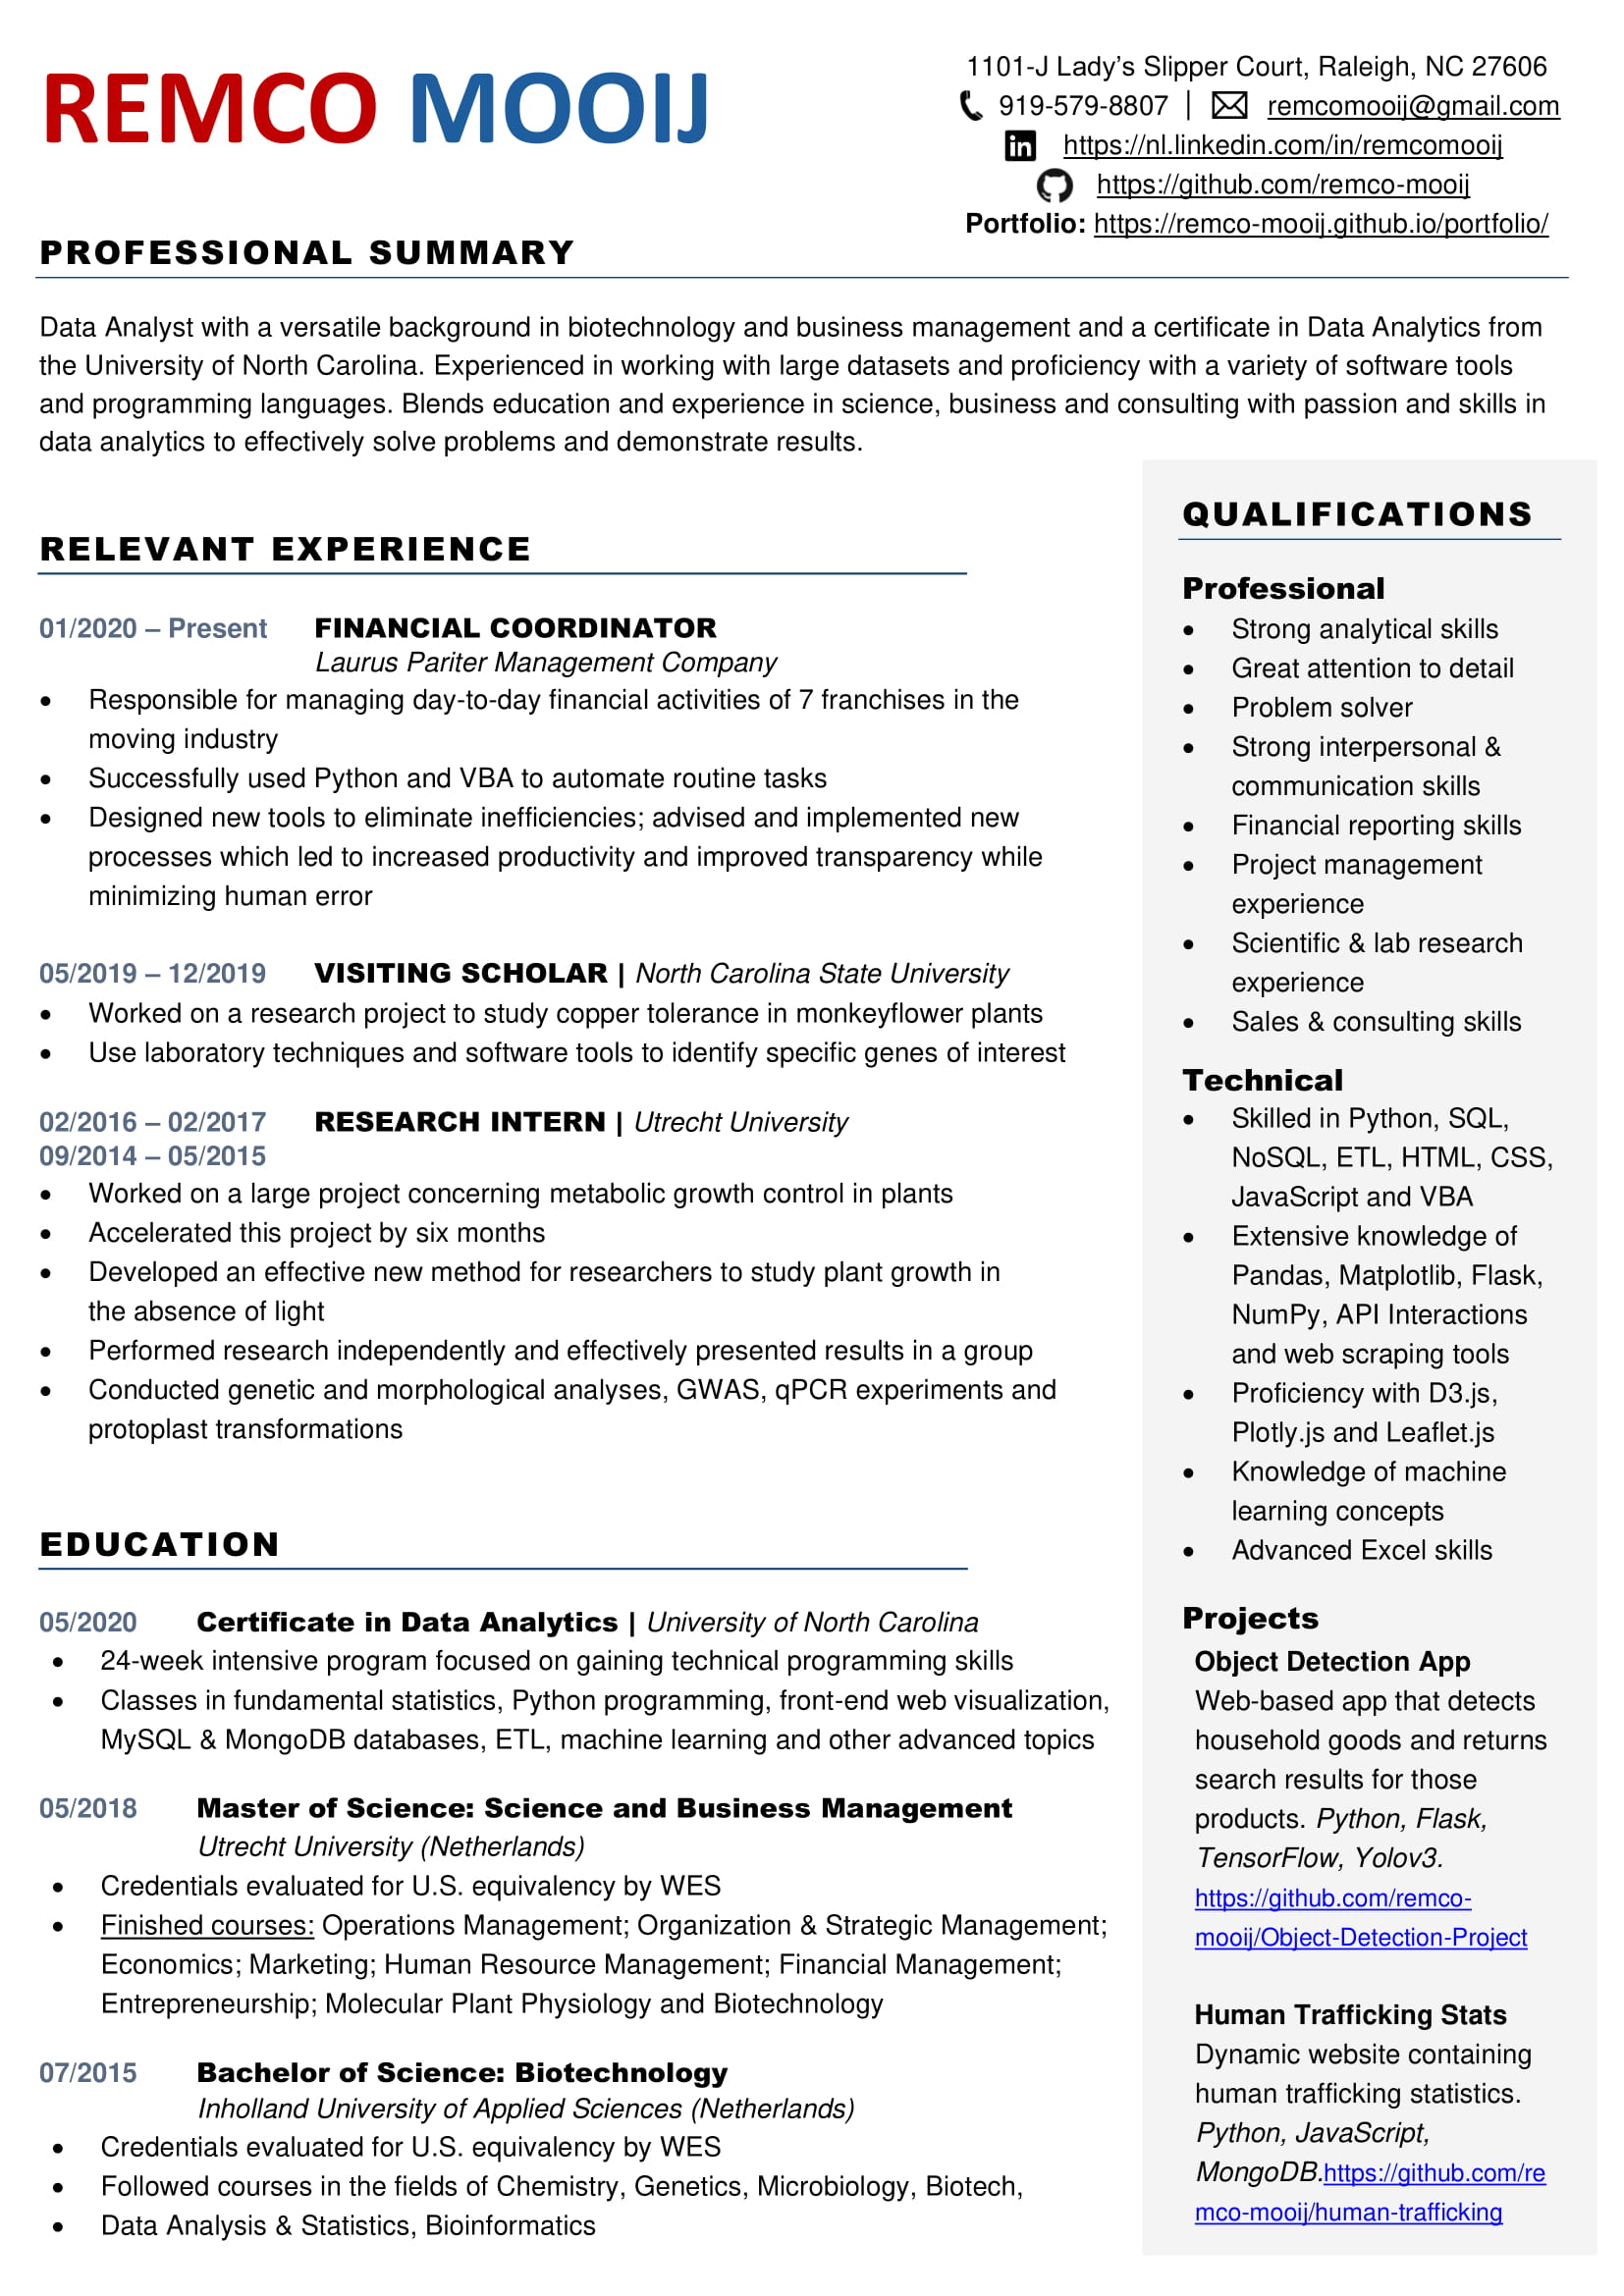 REMCO MOOIJ
1101-J Lady’s Slipper Court, Raleigh, NC 27606
919-579-8807 | remcomooij@gmail.com
https://nl.linkedin.com/in/remcomooij
https://github.com/remco-mooij
Portfolio: https://remco-mooij.github.io/portfolio/
PROFESSIONAL SUMMARY
Data Analyst with a versatile background in biotechnology and business management and a certificate in Data Analytics from
the University of North Carolina. Experienced in working with large datasets and proficiency with a variety of software tools
and programming languages. Blends education and experience in science, business and consulting with passion and skills in
data analytics to effectively solve problems and demonstrate results.
RELEVANT EXPERIENCE
01/2020 – Present FINANCIAL COORDINATOR
Laurus Pariter Management Company
• Responsible for managing day-to-day financial activities of 7 franchises in the
moving industry
• Successfully used Python and VBA to automate routine tasks
• Designed new tools to eliminate inefficiencies; advised and implemented new
processes which led to increased productivity and improved transparency while
minimizing human error
05/2019 – 12/2019 VISITING SCHOLAR | North Carolina State University
• Worked on a research project to study copper tolerance in monkeyflower plants
• Use laboratory techniques and software tools to identify specific genes of interest
02/2016 – 02/2017 RESEARCH INTERN | Utrecht University
09/2014 – 05/2015
• Worked on a large project concerning metabolic growth control in plants
• Accelerated this project by six months
• Developed an effective new method for researchers to study plant growth in
the absence of light
• Performed research independently and effectively presented results in a group
• Conducted genetic and morphological analyses, GWAS, qPCR experiments and
protoplast transformations
EDUCATION
05/2020 Certificate in Data Analytics | University of North Carolina
• 24-week intensive program focused on gaining technical programming skills
• Classes in fundamental statistics, Python programming, front-end web visualization,
MySQL & MongoDB databases, ETL, machine learning and other advanced topics
05/2018 Master of Science: Science and Business Management
Utrecht University (Netherlands)
• Credentials evaluated for U.S. equivalency by WES
• Finished courses: Operations Management; Organization & Strategic Management;
Economics; Marketing; Human Resource Management; Financial Management;
Entrepreneurship; Molecular Plant Physiology and Biotechnology
07/2015 Bachelor of Science: Biotechnology
Inholland University of Applied Sciences (Netherlands)
• Credentials evaluated for U.S. equivalency by WES
• Followed courses in the fields of Chemistry, Genetics, Microbiology, Biotech,
• Data Analysis & Statistics, Bioinformatics
QUALIFICATIONS
Professional
• Strong analytical skills
• Great attention to detail
• Problem solver
• Strong interpersonal &
communication skills
• Financial reporting skills
• Project management
experience
• Scientific & lab research
experience
• Sales & consulting skills
Technical
• Skilled in Python, SQL,
NoSQL, ETL, HTML, CSS,
JavaScript and VBA
• Extensive knowledge of
Pandas, Matplotlib, Flask,
NumPy, API Interactions
and web scraping tools
• Proficiency with D3.js,
Plotly.js and Leaflet.js
• Knowledge of machine
learning concepts
• Advanced Excel skills
Projects
Object Detection App
Web-based app that detects
household goods and returns
search results for those
products. Python, Flask,
TensorFlow, Yolov3.
https://github.com/remco-
mooij/Object-Detection-Project
Human Trafficking Stats
Dynamic website containing
human trafficking statistics.
Python, JavaScript,
MongoDB.https://github.com/re
mco-mooij/human-trafficking